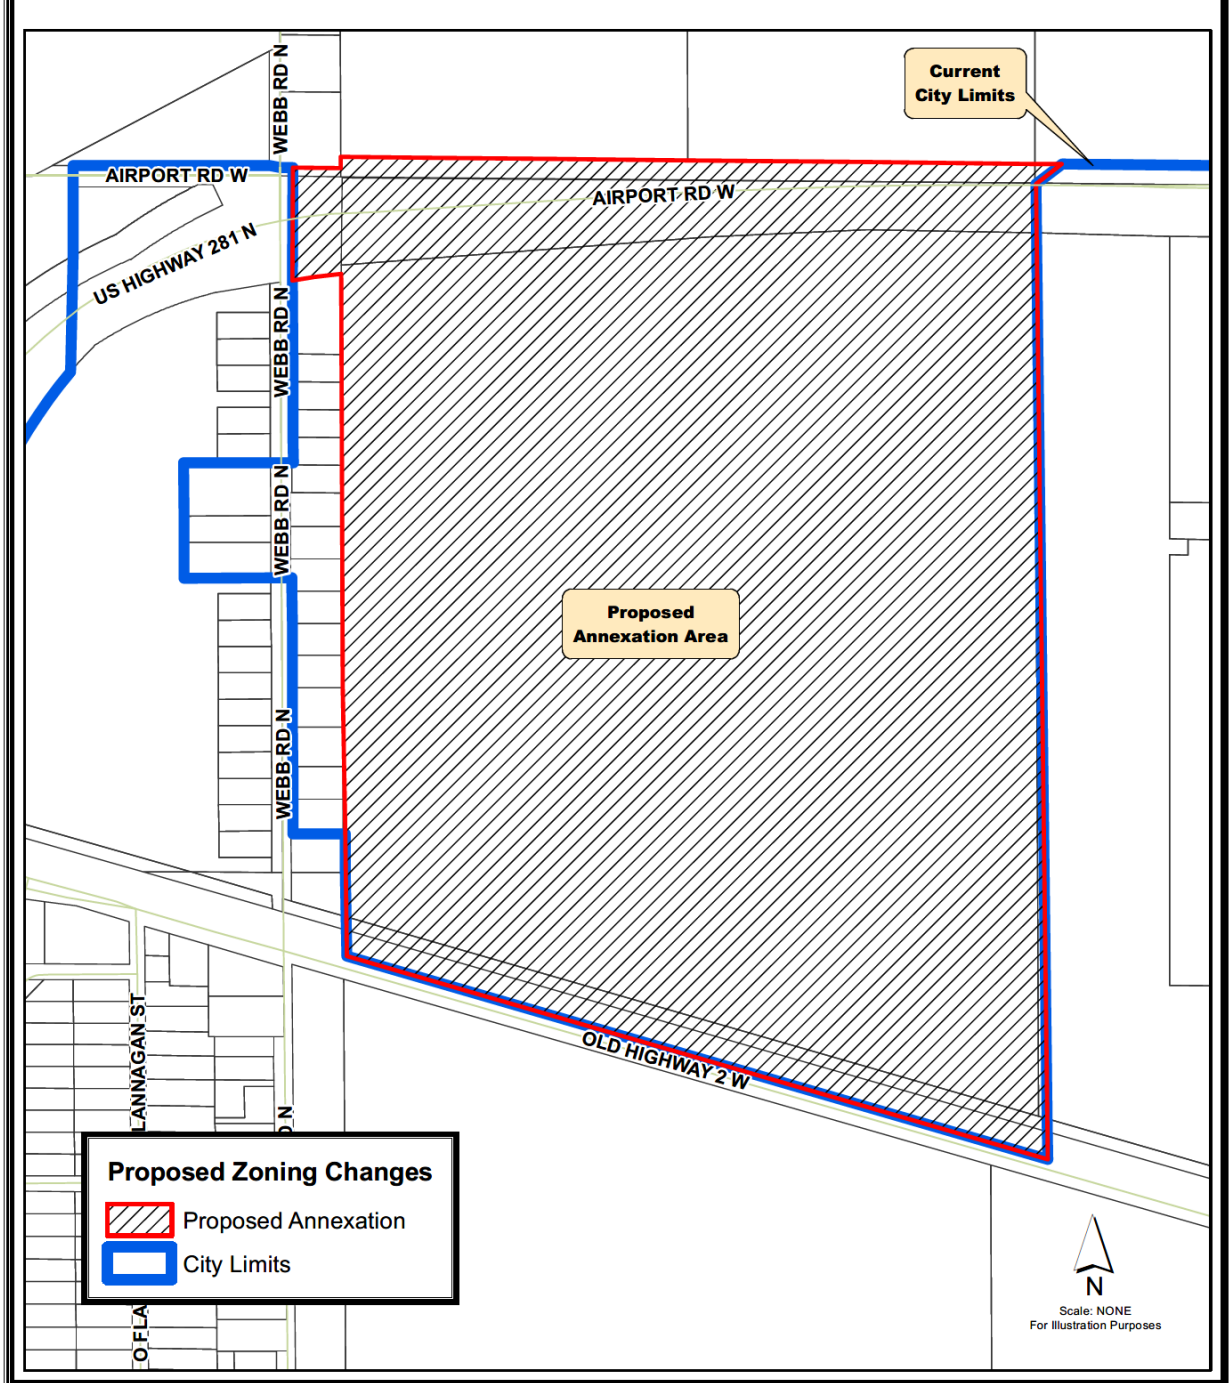 WEBB RD N
Current
City Limits
AIRPORT RD W
AIRPORT RD W
US HIGHWAY 281 N
WEBB RD N
WEBB RD N
Proposed
Annexation Area
WEBB RD N
OLD HIGHWAY 2 W
LANNAGAN ST
D N
Proposed Zoning Changes
Proposed Annexation
City Limits
O FLA
N
Scale: NONE
For Illustration Purposes